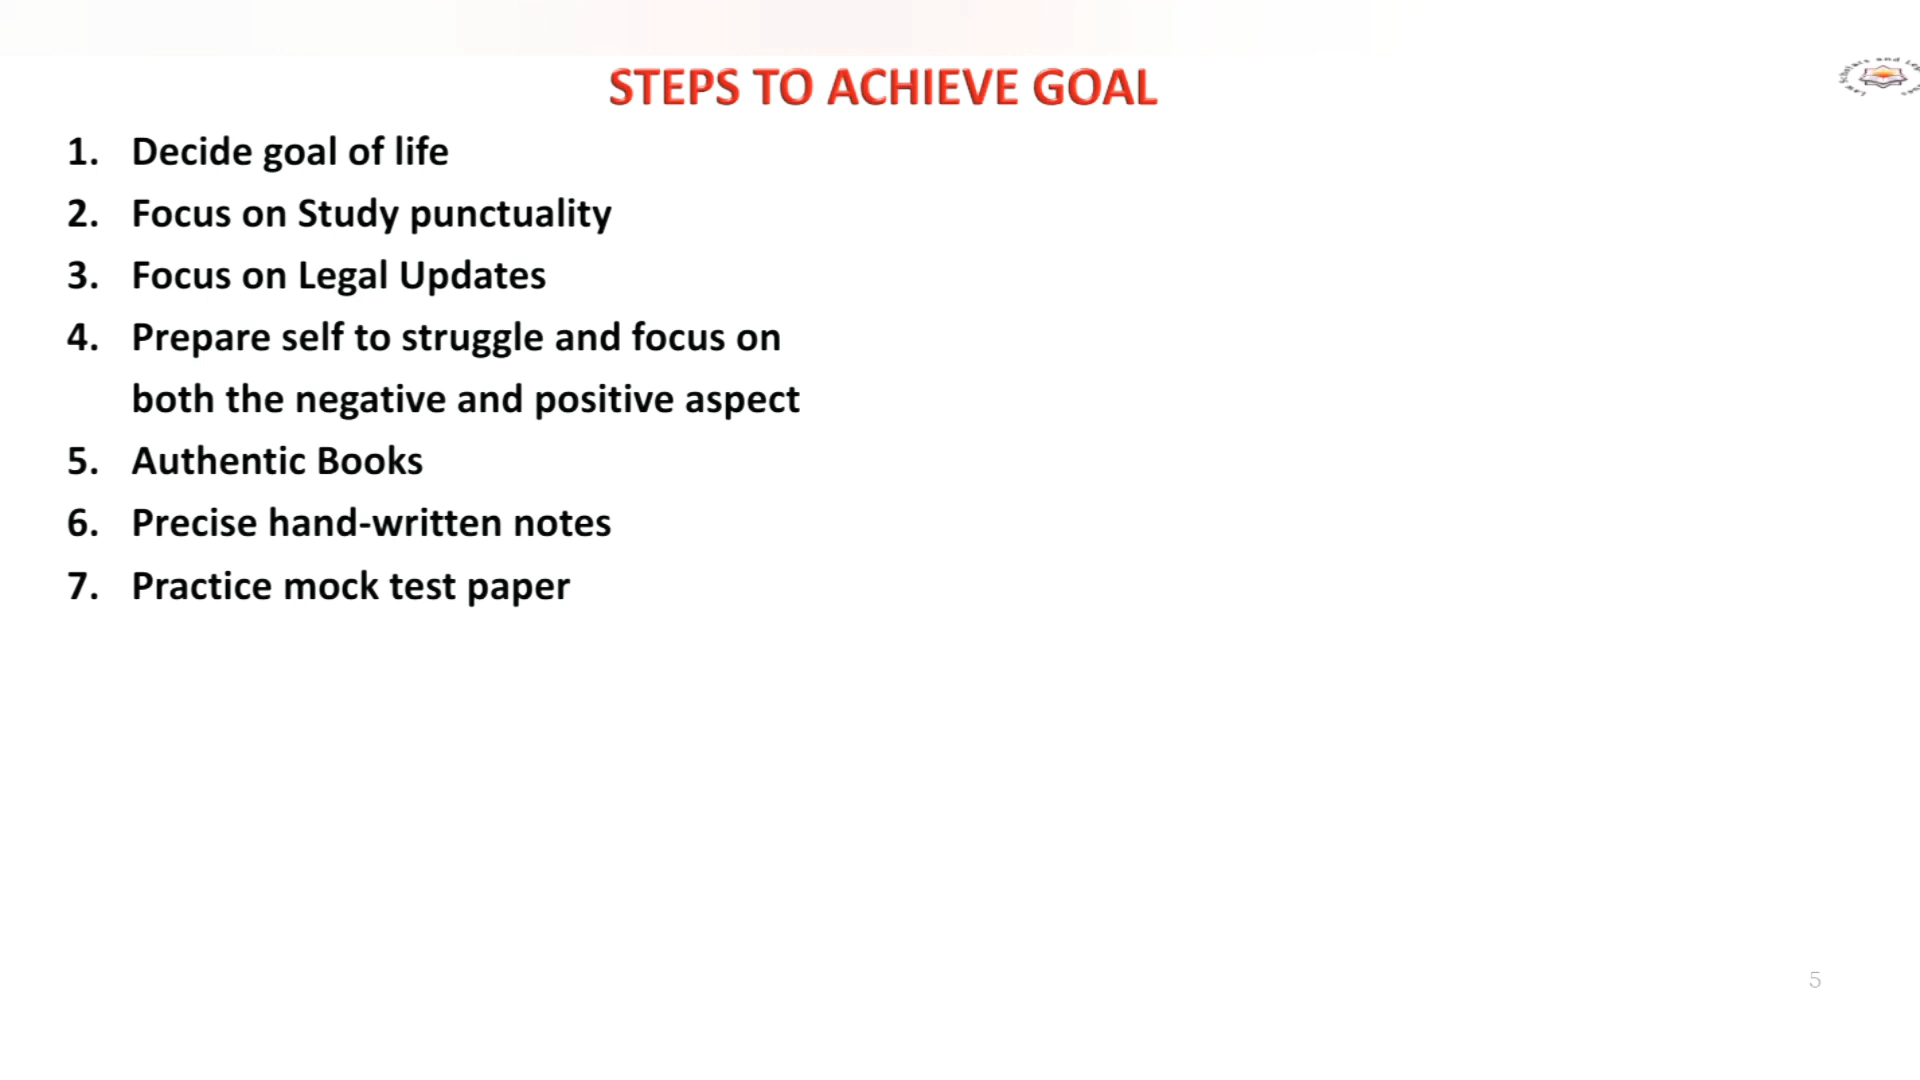 STEPS TO ACHIEVE GOAL
1. Decide goal of life
2. Focus on Study punctuality
3. Focus on Legal Updates
4. Prepare self to struggle and focus on
both the negative and positive aspect
5. Authentic Books
6. Precise hand-written notes
7. Practice mock test paper
5